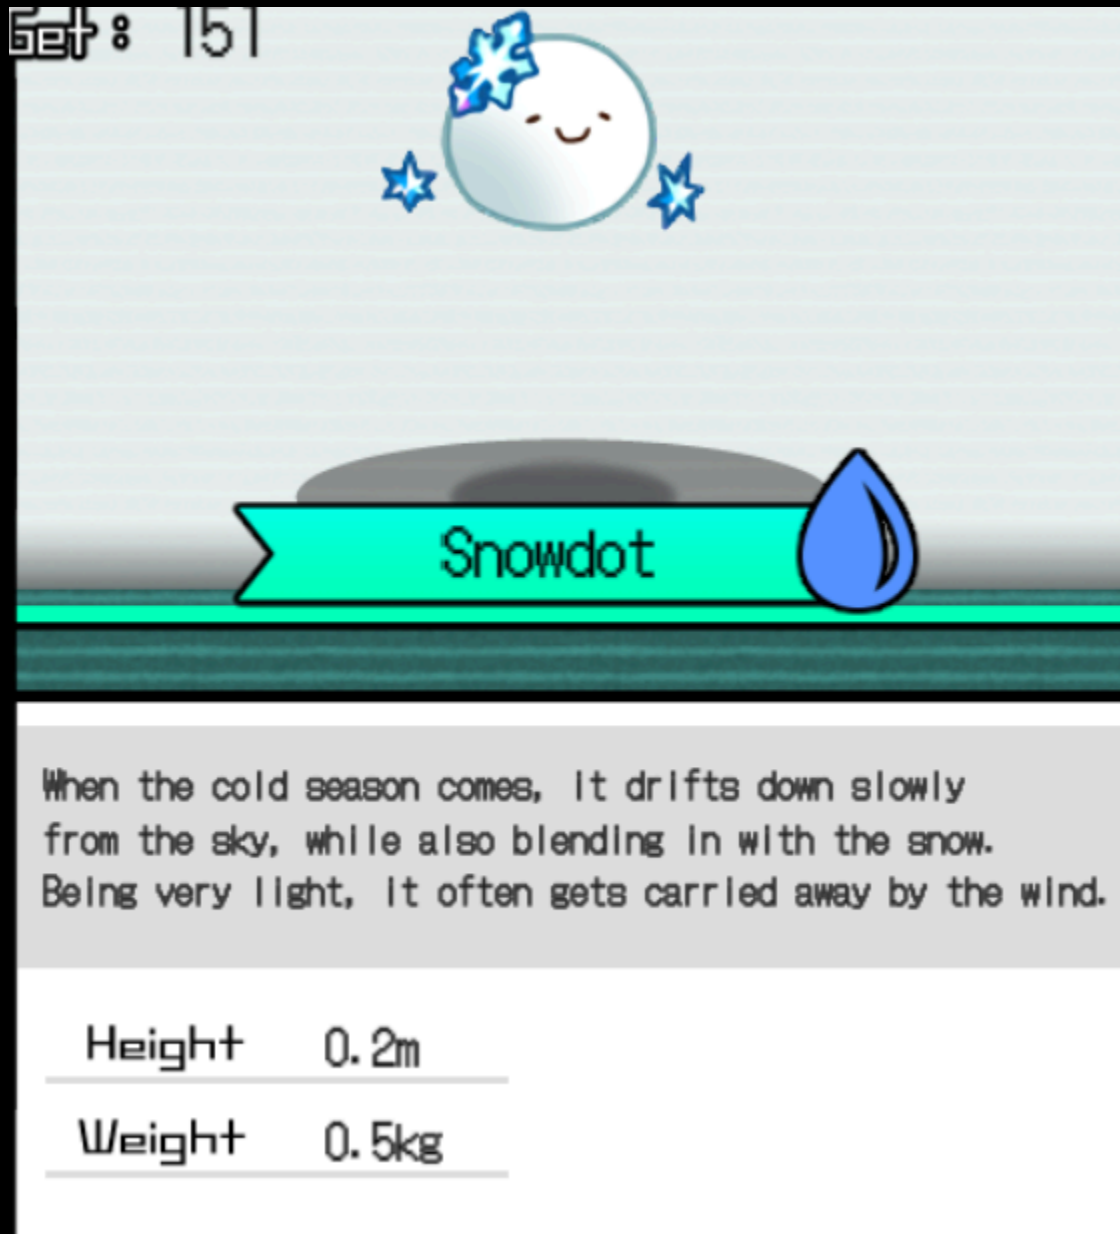 Get: 151
Snowdot
When the cold season comes, it drifts down slowly
from the sky, while also blending in with the snow.
Being very light, it often gets carried away by the wind.
Height 0.2m
Weight 0.5kg